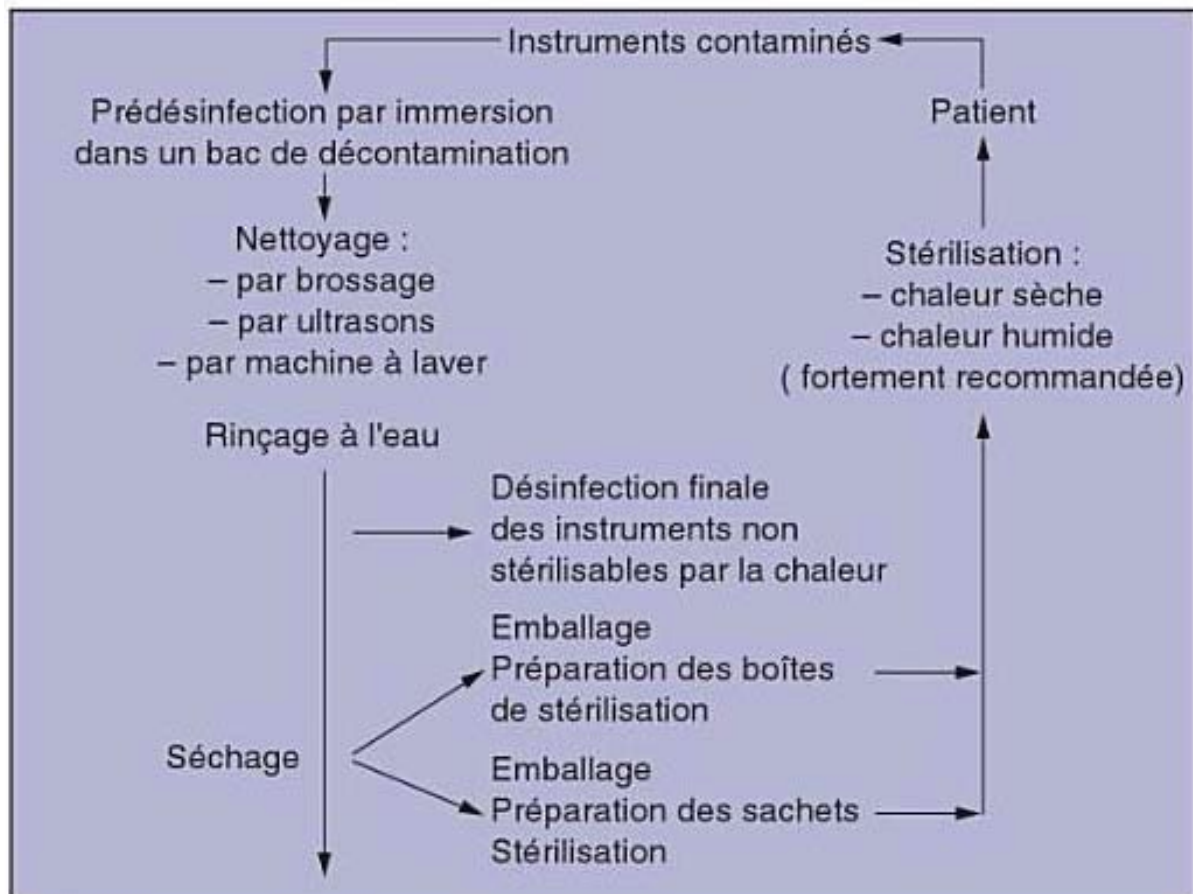 Instruments contaminés
Prédésinfection par immersion
dans un bac de décontamination
Patient
Nettoyage :
– par brossage
– par ultrasons
– par machine à laver
Stérilisation :
– chaleur sèche
– chaleur humide
( fortement recommandée)
Rinçage à l'eau
Désinfection finale
des instruments non
stérilisables par la chaleur
Emballage
Préparation des boîtes
de stérilisation
Séchage
Emballage
Préparation des sachets
Stérilisation